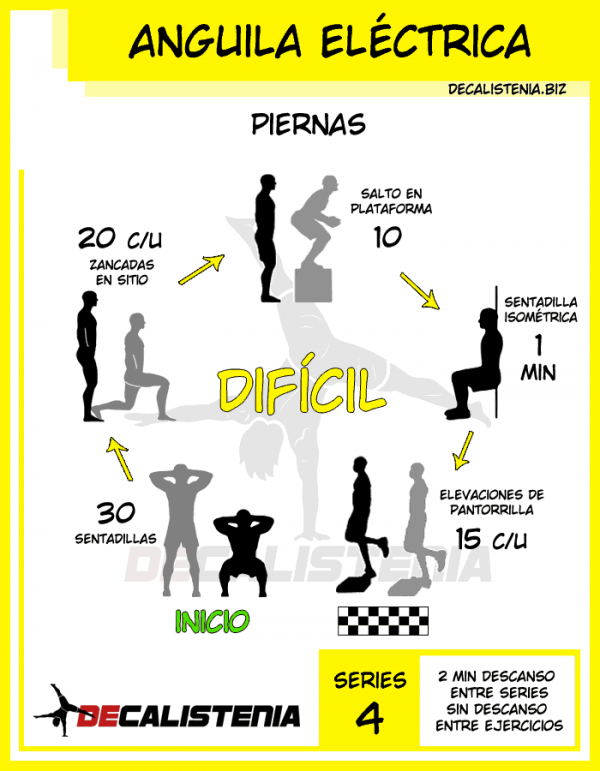 ANGUILA ELÉCTRICA
DECALISTENIA.BIZ
PIERNAS
SALTO EN
PLATAFORMA
10
20 C/U
ZANCADAS
EN SITIO
SENTADILLA
ISOMÉTRICA
1
MIN
DIFÍCIL
30
SENTADILLAS
ELEVACIONES DE
PANTORRILLA
15 C/U
DECALISTENIA
INICIO
DECALISTENIA
SERIES
4
2 MIN DESCANSO
ENTRE SERIES
SIN DESCANSO
ENTRE EJERCICIOS